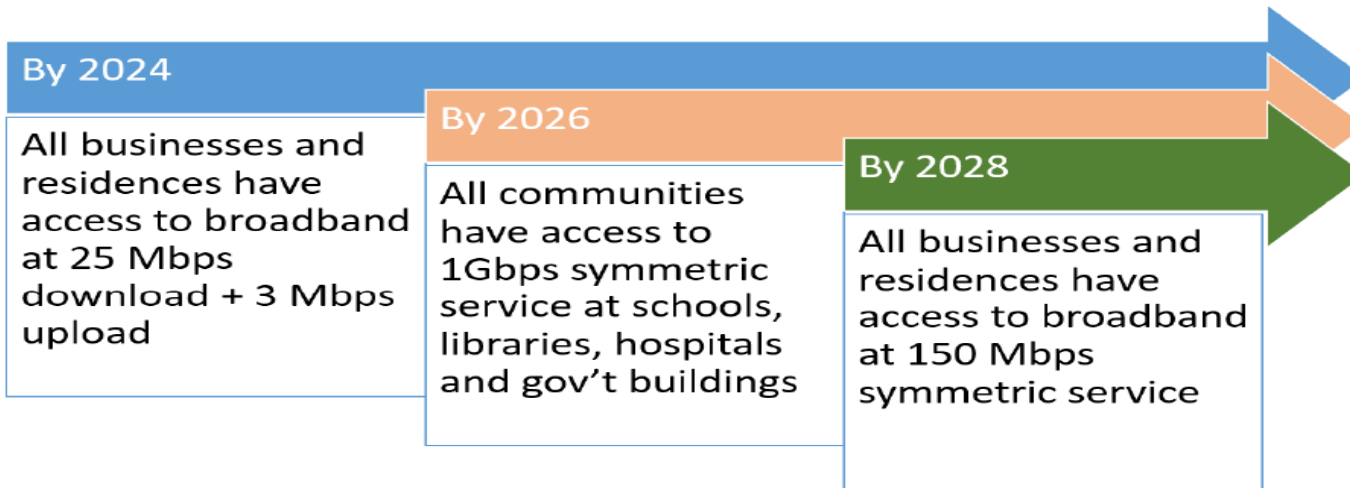 By 2024
All businesses and
residences have
access to broadband
at 25 Mbps
download + 3 Mbps
upload
By 2026
All communities
have access to
1Gbps symmetric
service at schools,
libraries, hospitals
and gov’t buildings
By 2028
All businesses and
residences have
access to broadband
at 150 Mbps
symmetric service